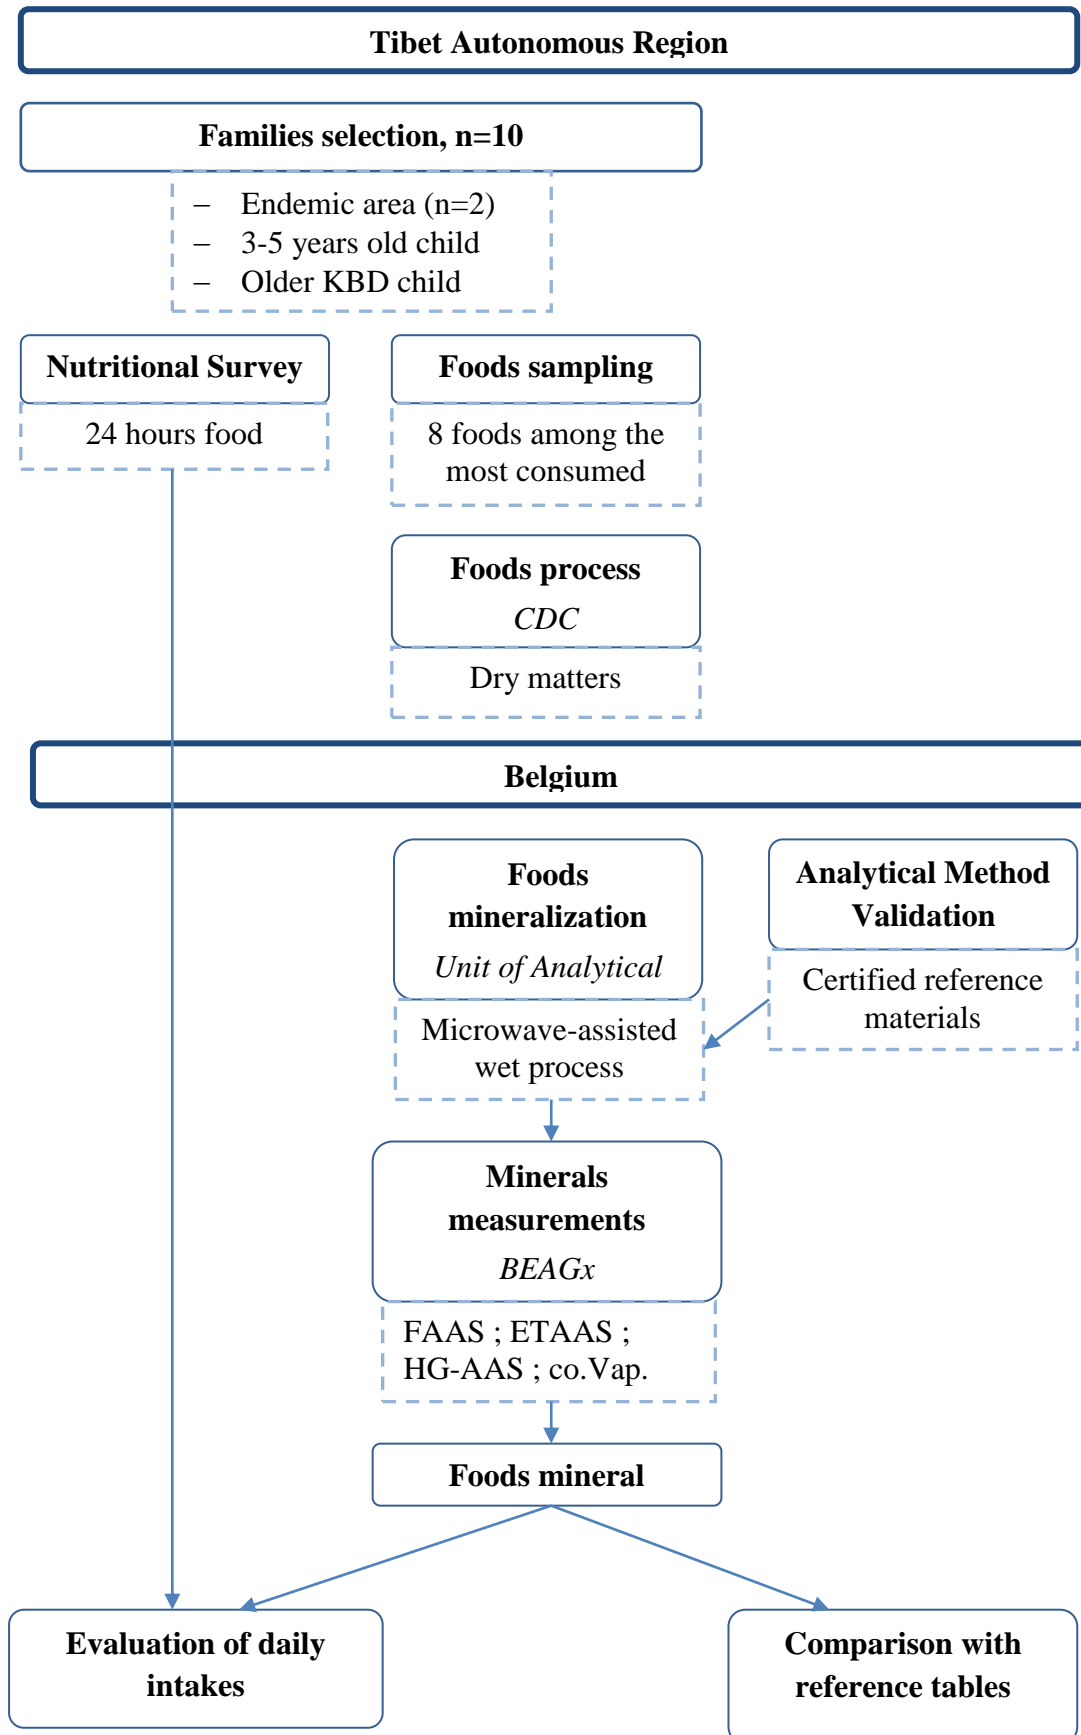 Tibet Autonomous Region
Families selection, n=10
– Endemic area (n=2)
– 3-5 years old child
– Older KBD child
Nutritional Survey
24 hours food
Foods sampling
8 foods among the
most consumed
Foods process
CDC
Dry matters
Belgium
Foods
mineralization
Unit of Analytical
Microwave-assisted
wet process
Analytical Method
Validation
Certified reference
materials
Minerals
measurements
BEAGx
FAAS ; ETAAS ;
HG-AAS ; co.Vap.
Foods mineral
Evaluation of daily
intakes
Comparison with
reference tables